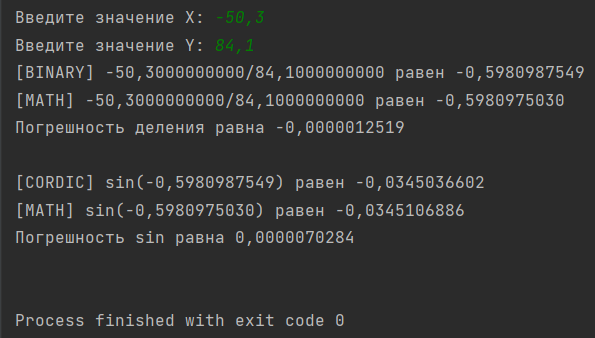 Введите значение X: -50,3
Введите значение Y: 84,1
[BINARY] -50,3000000000/84,1000000000 равен -0,5980987549
[MATH] -50,3000000000/84,1000000000 равен -0,5980975030
Погрешность деления равна -0,0000012519
[CORDIC] sin(-0,5980987549) равен -0,0345036602
[MATH] sin(-0,5980975030) равен -0,0345106886
Погрешность sin равна 0,0000070284
Process finished with exit code 0